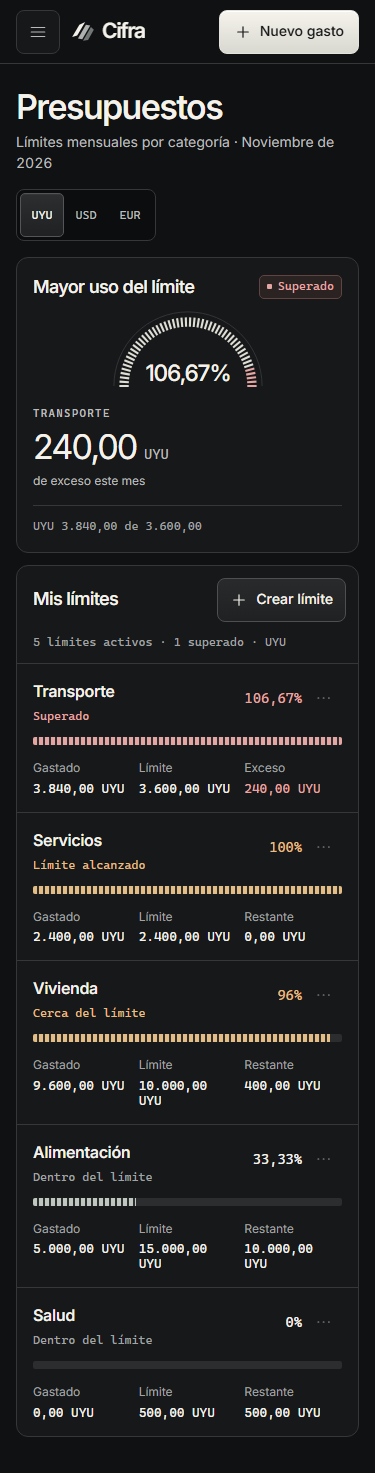 Cifra
Nuevo gasto
Presupuestos
Límites mensuales por categoría · Noviembre de
2026
UYU USD EUR
Mayor uso del límite
Superado
106,67%
TRANSPORTE
240,00 UYU
de exceso este mes
UYU 3.840,00 de 3.600,00
Mis límites
Crear límite
5 límites activos · 1 superado · UYU
Transporte
106,67%
Superado
Gastado Límite Exceso
3.840,00 UYU 3.600,00 UYU 240,00 UYU
Servicios
100%
Límite alcanzado
Gastado Límite Restante
2.400,00 UYU 2.400,00 UYU 0,00 UYU
Vivienda
96%
Cerca del límite
Gastado Límite Restante
9.600,00 UYU 10.000,00 400,00 UYU
UYU
Alimentación
33,33%
Dentro del límite
Gastado Límite Restante
5.000,00 UYU 15.000,00 10.000,00
UYU UYU
Salud
0%
Dentro del límite
Gastado Límite Restante
0,00 UYU 500,00 UYU 500,00 UYU